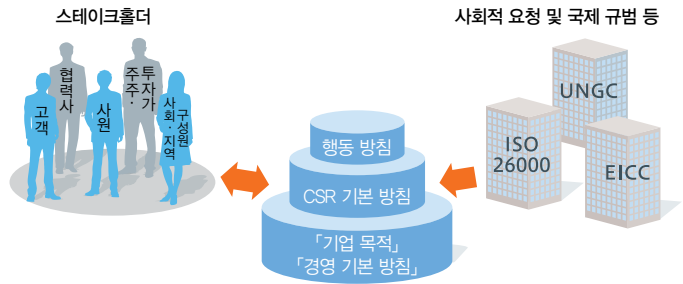 스테이크홀더
고객
협력사
사원
주주·
투자가
사회·지역
구성원
행동 방침
CSR 기본 방침
「기업 목적」
「경영 기본 방침」
사회적 요청 및 국제 규범 등
UNGC
ISO
26000
EICC